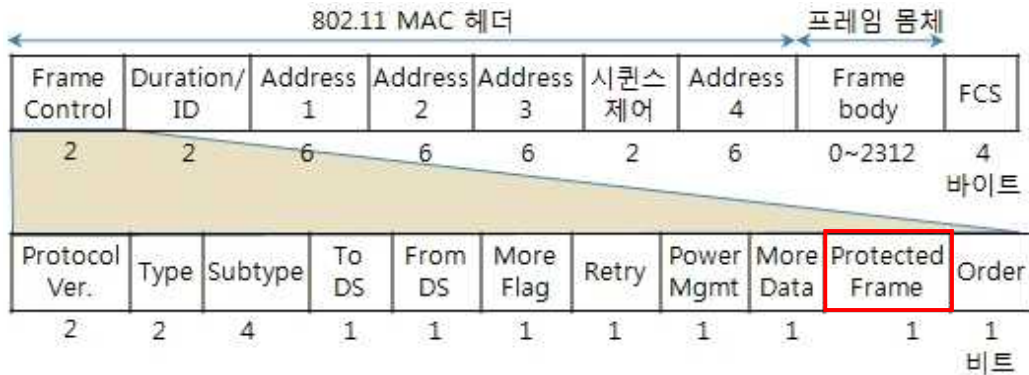 802.11 MAC 헤더 프레임 몸체
Frame Control Duration/ ID Address 1 Address 2 Address 3 시퀀스 제어 Address 4 Frame body FCS
2 2 6 6 6 2 6 0~2312 4
바이트
Protocol Ver. Type Subtype To DS From DS More Flag Retry Power Mgmt More Data Protected Frame Order
2 2 4 1 1 1 1 1 1 1 1
비트